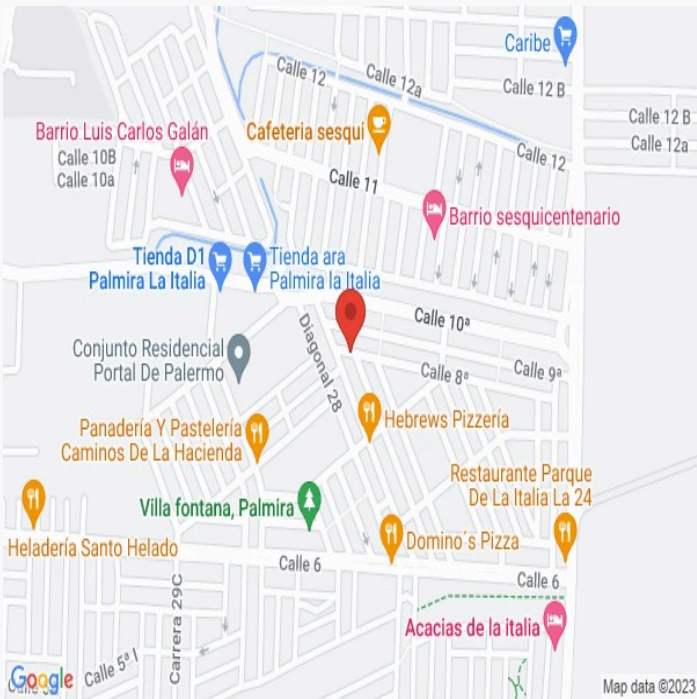 Caribe
Calle 12
Calle 12a
Calle 12 B
Calle 12 B
Calle 12a
Barrio Luis Carlos Galán
Calle 10B
Calle 10a
Cafeteria sesqui
Calle 12
Calle 11
Barrio sesquicentenario
Tienda D1
Palmira La Italia
Tienda ara
Palmira la Italia
Calle 10ª
Diagonal 28
Conjunto Residencial
Portal De Palermo
Calle 9ª
Calle 8ª
Panadería Y Pastelería
Caminos De La Hacienda
Hebrews Pizzería
Restaurante Parque
De La Italia La 24
Villa fontana, Palmira
Heladería Santo Helado
Domino´s Pizza
Calle 6
Calle 6
Carrera 29C
Acacias de la italia
Calle 5ª I
Google
Map data ©2023